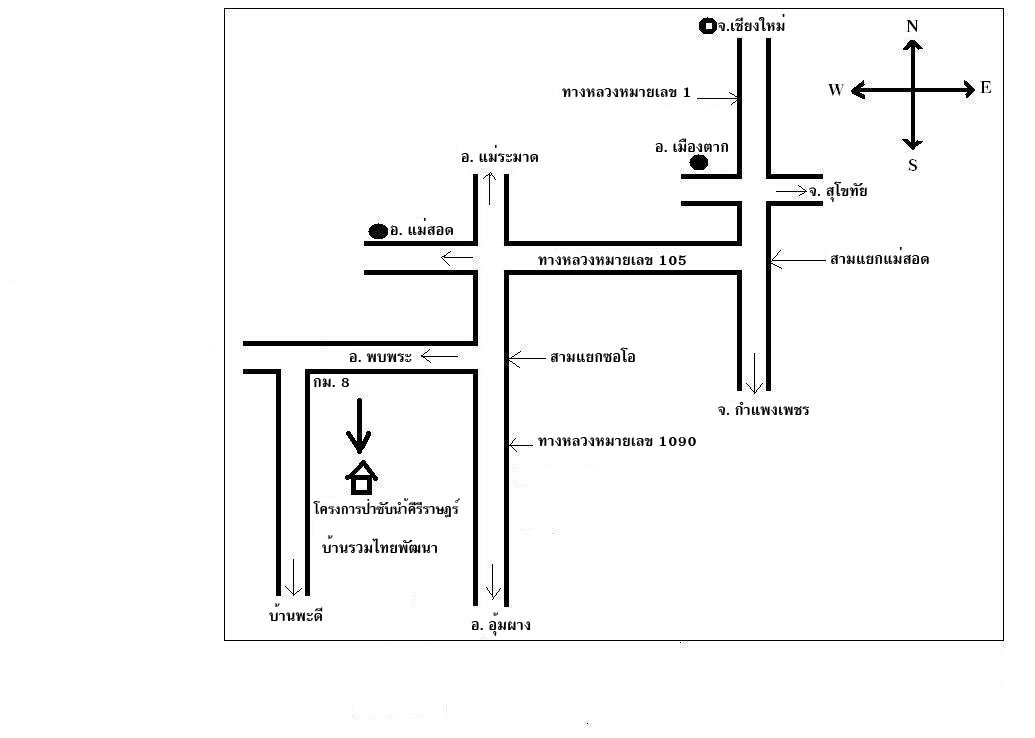 จ.เชียงใหม่
N
ทางหลวงหมายเลข 1
W
E
อ. เมืองตาก
อ. แม่ระมาด
S
จ. สุโขทัย
อ. แม่สอด
ทางหลวงหมายเลข 105
สามแยกแม่สอด
อ. พบพระ
สามแยกซอโอ
กม. 8
จ. กำแพงเพชร
ทางหลวงหมายเลข 1090
โครงการป่าซับน้ำคีรีราษฎร์
บ้านรวมไทยพัฒนา
บ้านพะดี
อ. อุ้มผาง